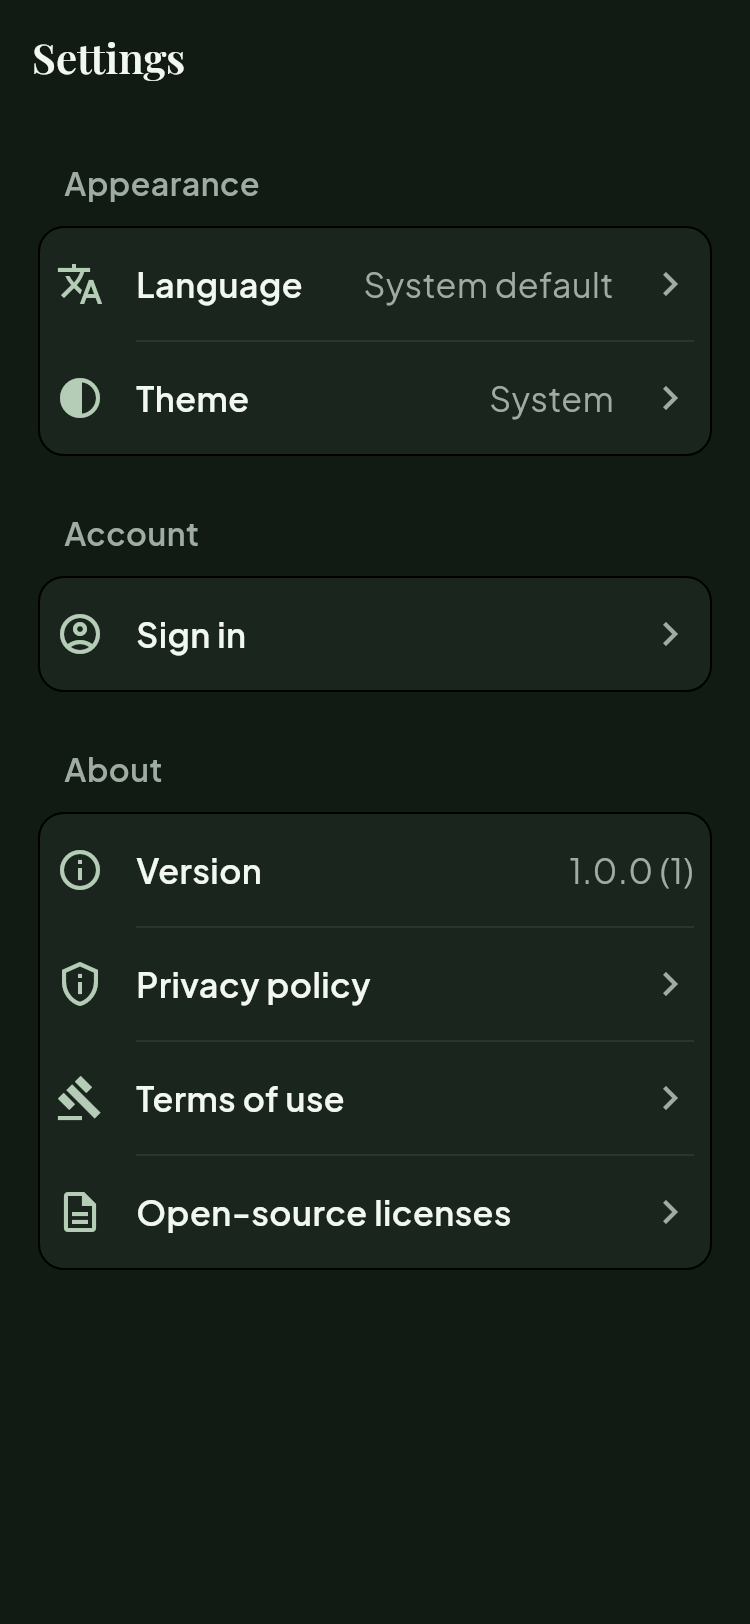 Settings
Appearance
Language System default
Theme System
Account
Sign in
About
Version 1.0.0 (1)
Privacy policy
Terms of use
Open-source licenses